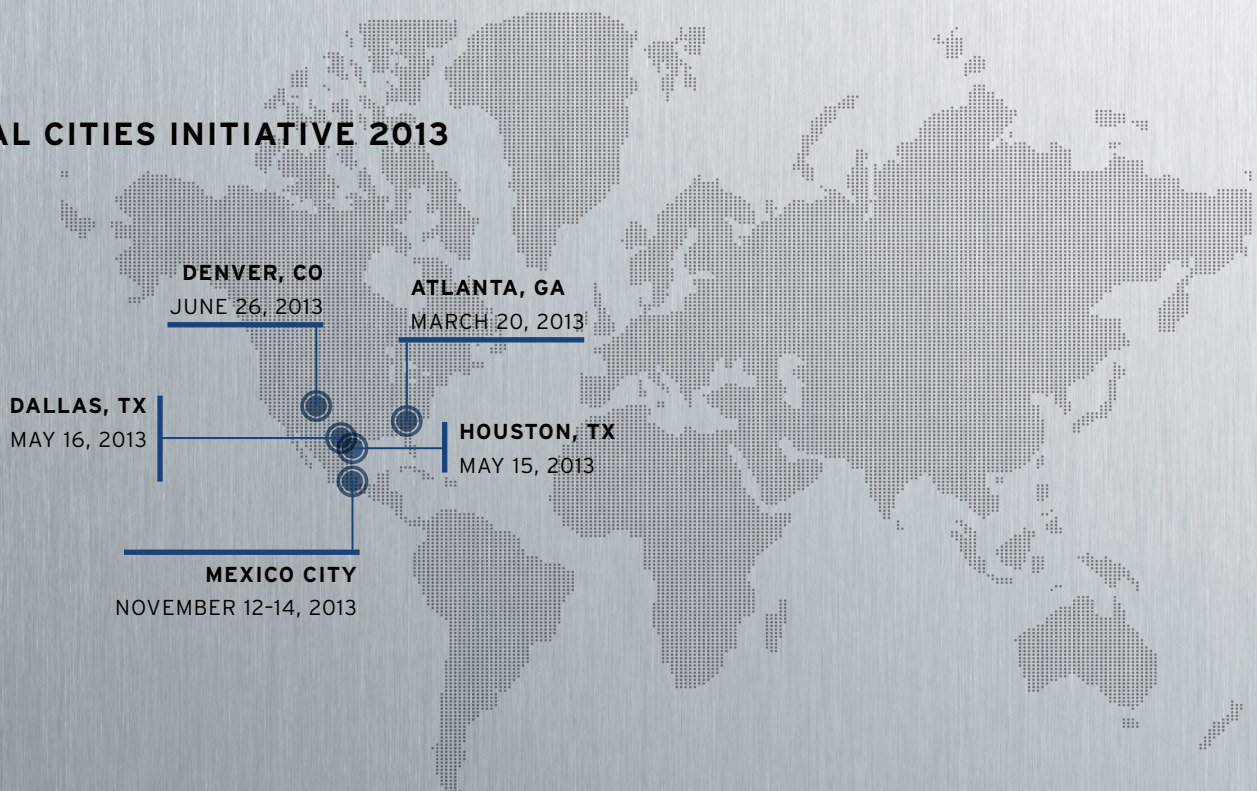 AL CITIES INITIATIVE 2013
DENVER, CO
JUNE 26, 2013
ATLANTA, GA
MARCH 20, 2013
DALLAS, TX
MAY 16, 2013
HOUSTON, TX
MAY 15, 2013
MEXICO CITY
NOVEMBER 12–14, 2013